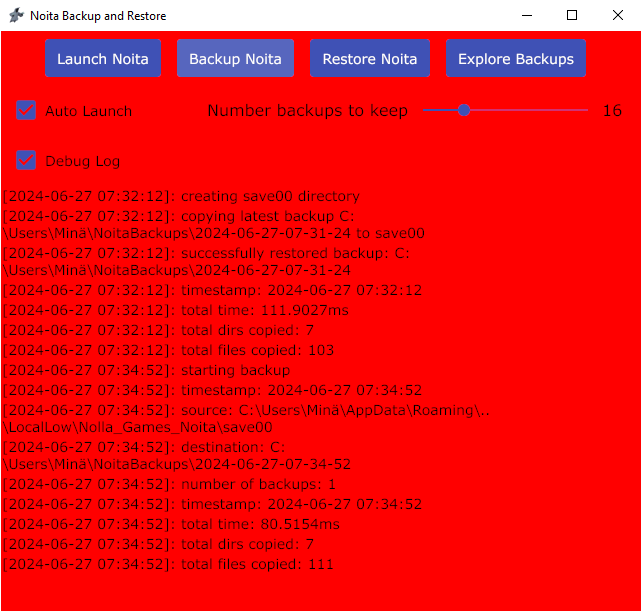 Noita Backup and Restore
Launch Noita Backup Noita Restore Noita Explore Backups
Auto Launch Number backups to keep 16
Debug Log
[2024-06-27 07:32:12]: creating save00 directory
[2024-06-27 07:32:12]: copying latest backup C:
\Users\Minä\NoitaBackups\2024-06-27-07-31-24 to save00
[2024-06-27 07:32:12]: successfully restored backup: C:
\Users\Minä\NoitaBackups\2024-06-27-07-31-24
[2024-06-27 07:32:12]: timestamp: 2024-06-27 07:32:12
[2024-06-27 07:32:12]: total time: 111.9027ms
[2024-06-27 07:32:12]: total dirs copied: 7
[2024-06-27 07:32:12]: total files copied: 103
[2024-06-27 07:34:52]: starting backup
[2024-06-27 07:34:52]: timestamp: 2024-06-27 07:34:52
[2024-06-27 07:34:52]: source: C:\Users\Minä\AppData\Roaming\..
\LocalLow\Nolla_Games_Noita\save00
[2024-06-27 07:34:52]: destination: C:
\Users\Minä\NoitaBackups\2024-06-27-07-34-52
[2024-06-27 07:34:52]: number of backups: 1
[2024-06-27 07:34:52]: timestamp: 2024-06-27 07:34:52
[2024-06-27 07:34:52]: total time: 80.5154ms
[2024-06-27 07:34:52]: total dirs copied: 7
[2024-06-27 07:34:52]: total files copied: 111